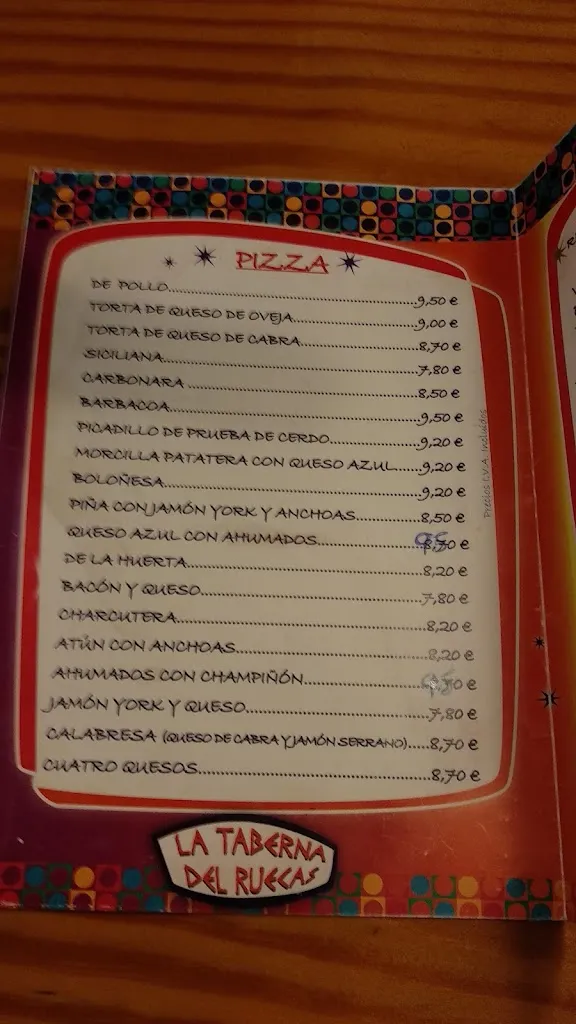 PIZZA
DE POLLO 9,50 €
TORTA DE QUESO DE OVEJA 9,00 €
TORTA DE QUESO DE CABRA 8,70 €
SICILIANA 7,80 €
CARBONARA 8,50 €
BARBACOA 9,50 €
PICADILLO DE PRUEBA DE CERDO 9,20 €
MORCILLA PATATERA CON QUESO AZUL 9,20 €
BOLOÑESA 9,20 €
PIÑA CON JAMÓN YORK Y ANCHOAS 8,50 €
QUESO AZUL CON AHUMADOS
DE LA HUERTA 8,20 €
BACÓN Y QUESO 7,80 €
CHARCUTERA 8,20 €
ATÚN CON ANCHOAS 8,20 €
AHUMADOS CON CHAMPIÑÓN
JAMÓN YORK Y QUESO 7,80 €
CALABRESA (QUESO DE CABRA Y JAMÓN SERRANO) 8,70 €
CUATRO QUESOS 8,70 €
Precios I.V.A. Incluídos
LA TABERNA
DEL RUECAS